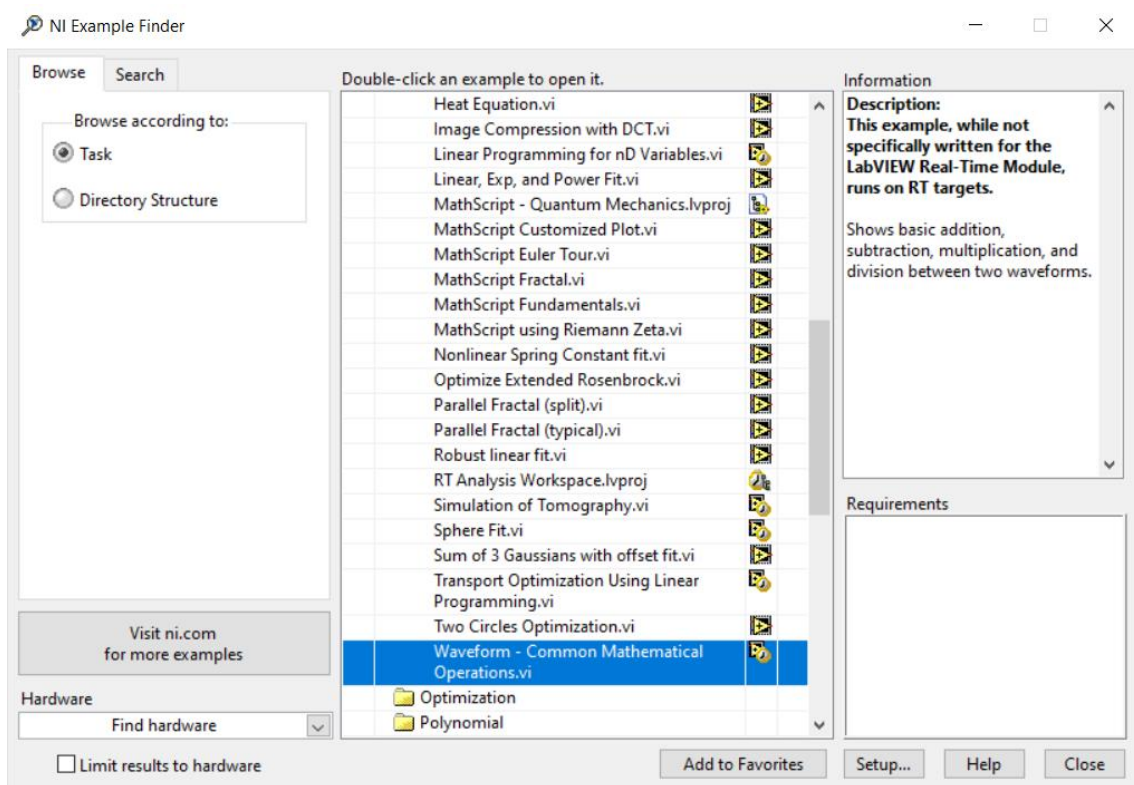 NI Example Finder
Browse
Search
Browse according to:
Task
Directory Structure
Visit ni.com
for more examples
Hardware
Find hardware
Limit results to hardware
Double-click an example to open it.
Heat Equation.vi
Image Compression with DCT.vi
Linear Programming for nD Variables.vi
Linear, Exp, and Power Fit.vi
MathScript - Quantum Mechanics.lvproj
MathScript Customized Plot.vi
MathScript Euler Tour.vi
MathScript Fractal.vi
MathScript Fundamentals.vi
MathScript using Riemann Zeta.vi
Nonlinear Spring Constant fit.vi
Optimize Extended Rosenbrock.vi
Parallel Fractal (split).vi
Parallel Fractal (typical).vi
Robust linear fit.vi
RT Analysis Workspace.lvproj
Simulation of Tomography.vi
Sphere Fit.vi
Sum of 3 Gaussians with offset fit.vi
Transport Optimization Using Linear
Programming.vi
Two Circles Optimization.vi
Waveform - Common Mathematical
Operations.vi
Optimization
Polynomial
Information
Description:
This example, while not
specifically written for the
LabVIEW Real-Time Module,
runs on RT targets.
Shows basic addition,
subtraction, multiplication, and
division between two waveforms.
Requirements
Add to Favorites
Setup...
Help
Close